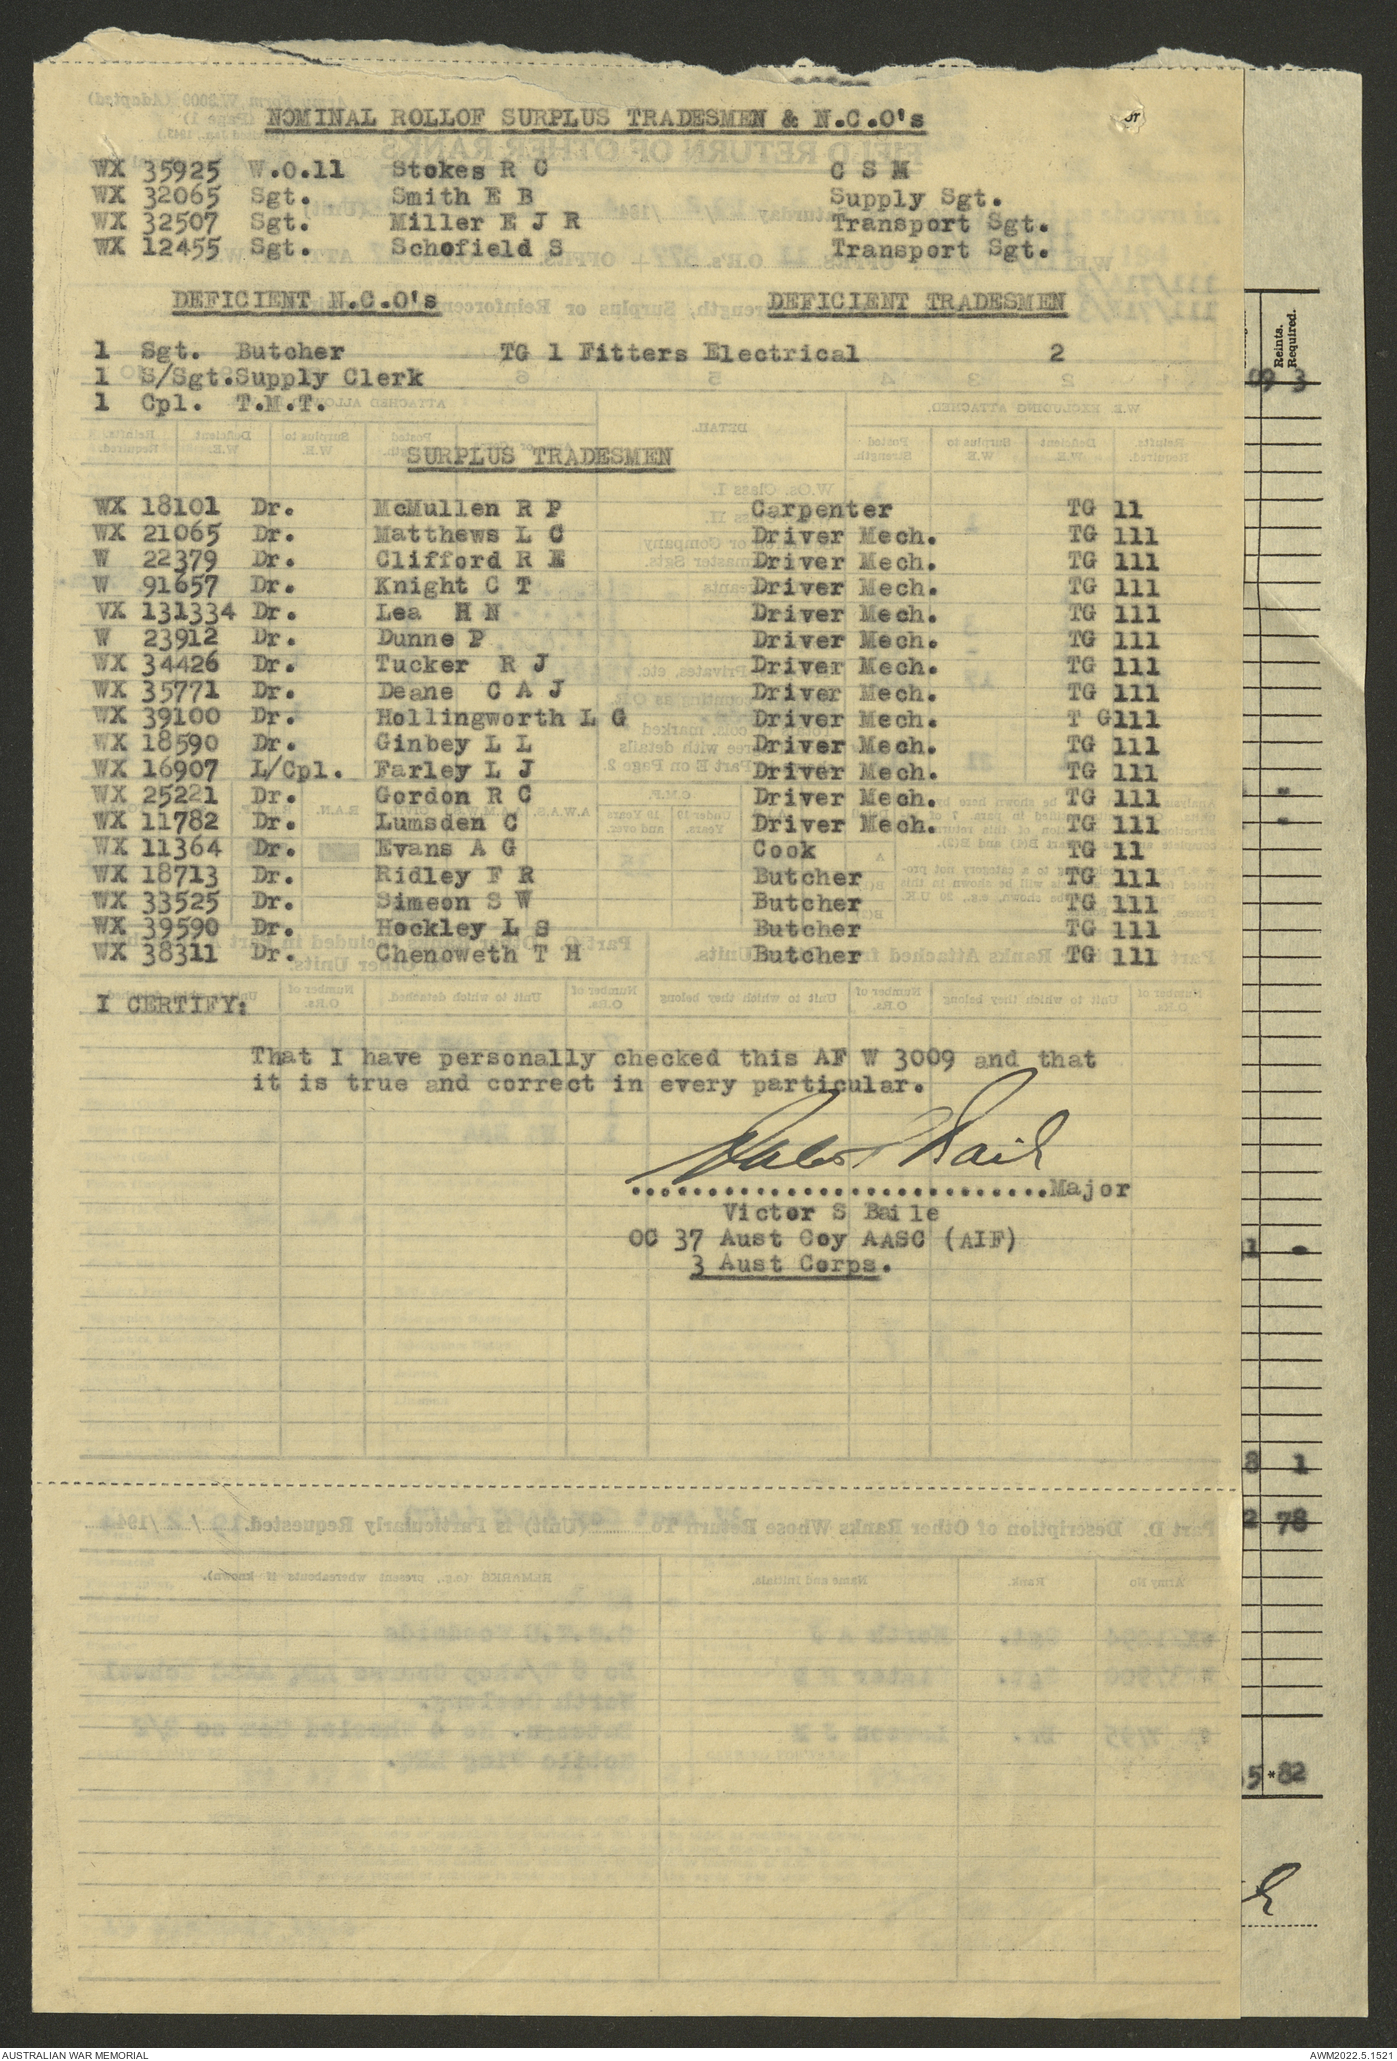 NOMINAL ROLLOF SURPLUS TRADESMEN & N.C.O's
WX 35925 W.O.11 Stokes R C C S M
WX 32065 Sgt. Smith E B Supply Sgt.
WX 32507 Sgt. Miller E J R Transport Sgt.
WX 12455 Sgt. Schofield S Transport Sgt.
DEFICIENT N.C.O's DEFICIENT TRADESMEN
1 Sgt. Butcher TG 1 Fitters Electrical 2
1 S/Sgt.Supply Clerk
1 Cpl. T.M.T.
SURPLUS TRADESMEN
WX 18101 Dr. McMullen R P Carpenter TG 11
WX 21065 Dr. Matthews L C Driver Mech. TG 111
W 22379 Dr. Clifford R E Driver Mech. TG 111
W 91657 Dr. Knight C T Driver Mech. TG 111
VX 131334 Dr. Lea H N Driver Mech. TG 111
W 23912 Dr. Dunne P Driver Mech. TG 111
WX 34426 Dr. Tucker R J Driver Mech. TG 111
WX 35771 Dr. Deane C A J Driver Mech. TG 111
WX 39100 Dr. Hollingworth L G Driver Mech. T G111
WX 18590 Dr. Ginbey L L Driver Mech. TG 111
WX 16907 L/Cpl. Farley L J Driver Mech. TG 111
WX 25221 Dr. Gordon R C Driver Mech. TG 111
WX 11782 Dr. Lumsden C Driver Mech. TG 111
WX 11364 Dr. Evans A G Cook TG 11
WX 18713 Dr. Ridley F R Butcher TG 111
WX 33525 Dr. Simeon S W Butcher TG 111
WX 39590 Dr. Hockley L S Butcher TG 111
WX 38311 Dr. Chenoweth T H Butcher TG 111
I CERTIFY:
That I have personally checked this AF W 3009 and that
it is true and correct in every particular.
...........................Major
Victor S Baile
OC 37 Aust Coy AASC (AIF)
3 Aust Corps.
Reints.
Required.
09 3
1 -
8 1
2 78
5 *82
AUSTRALIAN WAR MEMORIAL AWM2022.5.1521